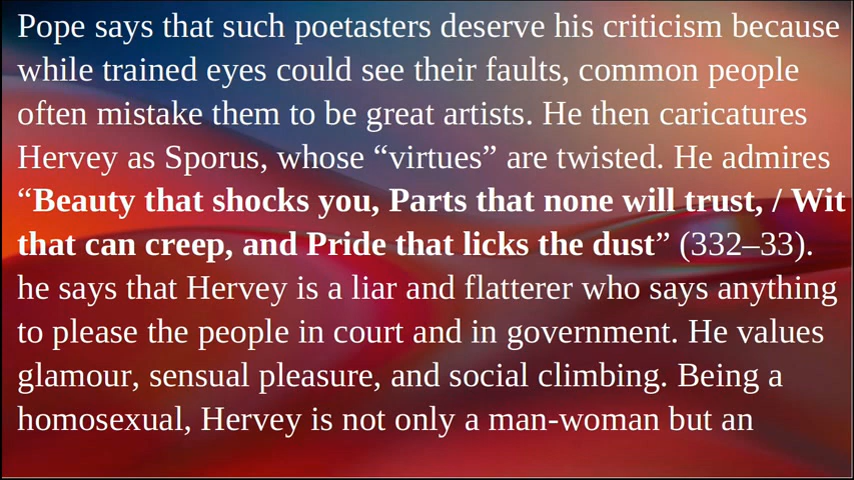 Pope says that such poetasters deserve his criticism because
while trained eyes could see their faults, common people
often mistake them to be great artists. He then caricatures
Hervey as Sporus, whose “virtues” are twisted. He admires
“Beauty that shocks you, Parts that none will trust, / Wit
that can creep, and Pride that licks the dust” (332–33).
he says that Hervey is a liar and flatterer who says anything
to please the people in court and in government. He values
glamour, sensual pleasure, and social climbing. Being a
homosexual, Hervey is not only a man-woman but an